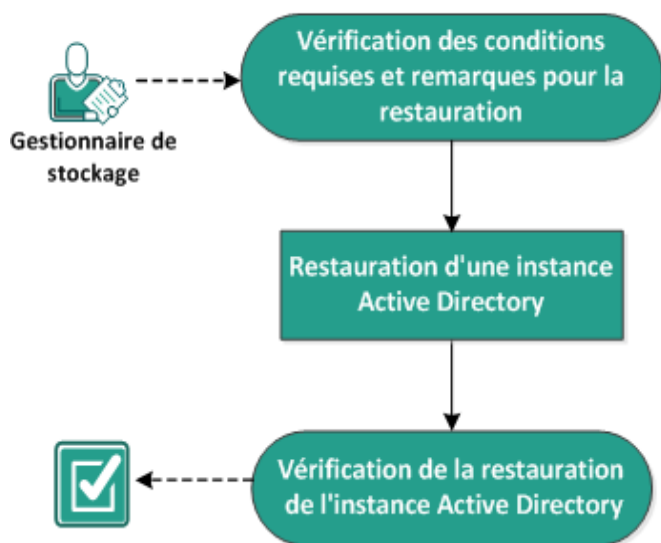 Vérification des conditions
requises et remarques pour la
restauration
Gestionnaire de
stockage
Restauration d'une instance
Active Directory
Vérification de la restauration
de l'instance Active Directory